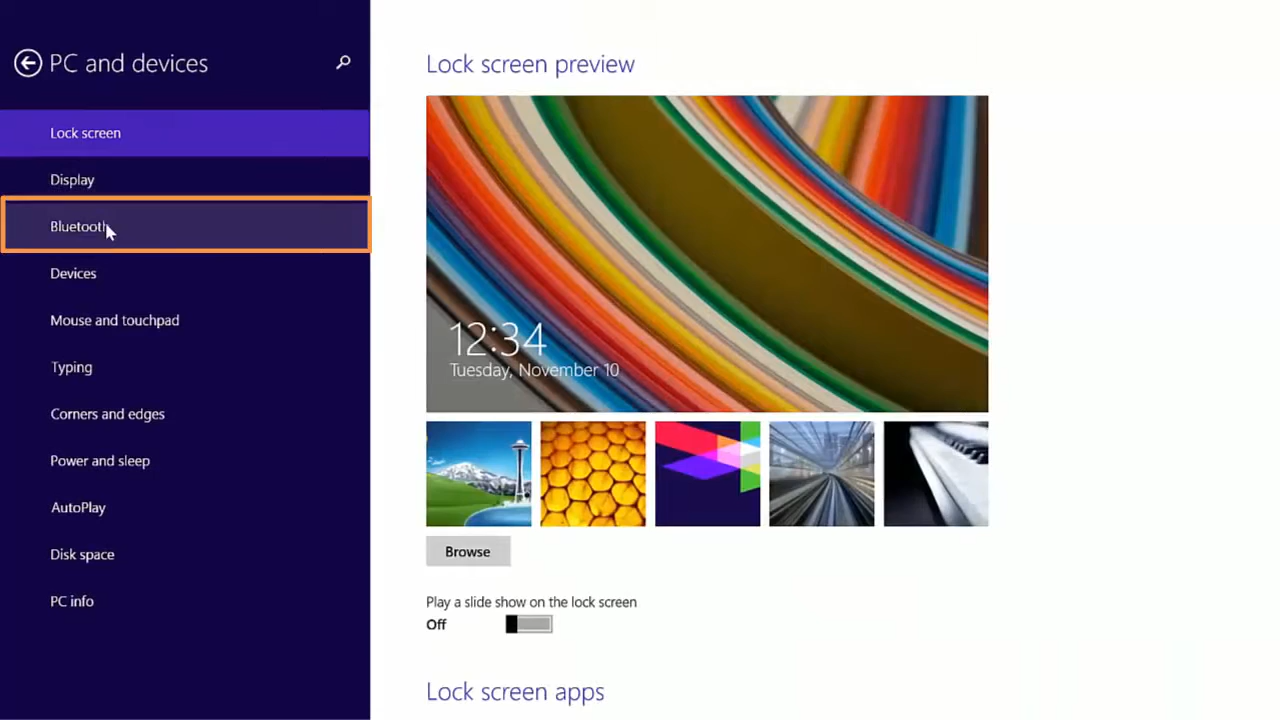 PC and devices
Lock screen
Display
Bluetooth
Devices
Mouse and touchpad
Typing
Corners and edges
Power and sleep
AutoPlay
Disk space
PC info
Lock screen preview
12:34
Tuesday, November 10
Browse
Play a slide show on the lock screen
Off
Lock screen apps